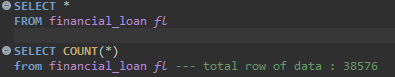 SELECT *
FROM financial_loan fl
SELECT COUNT(*)
from financial_loan fl --- total row of data : 38576